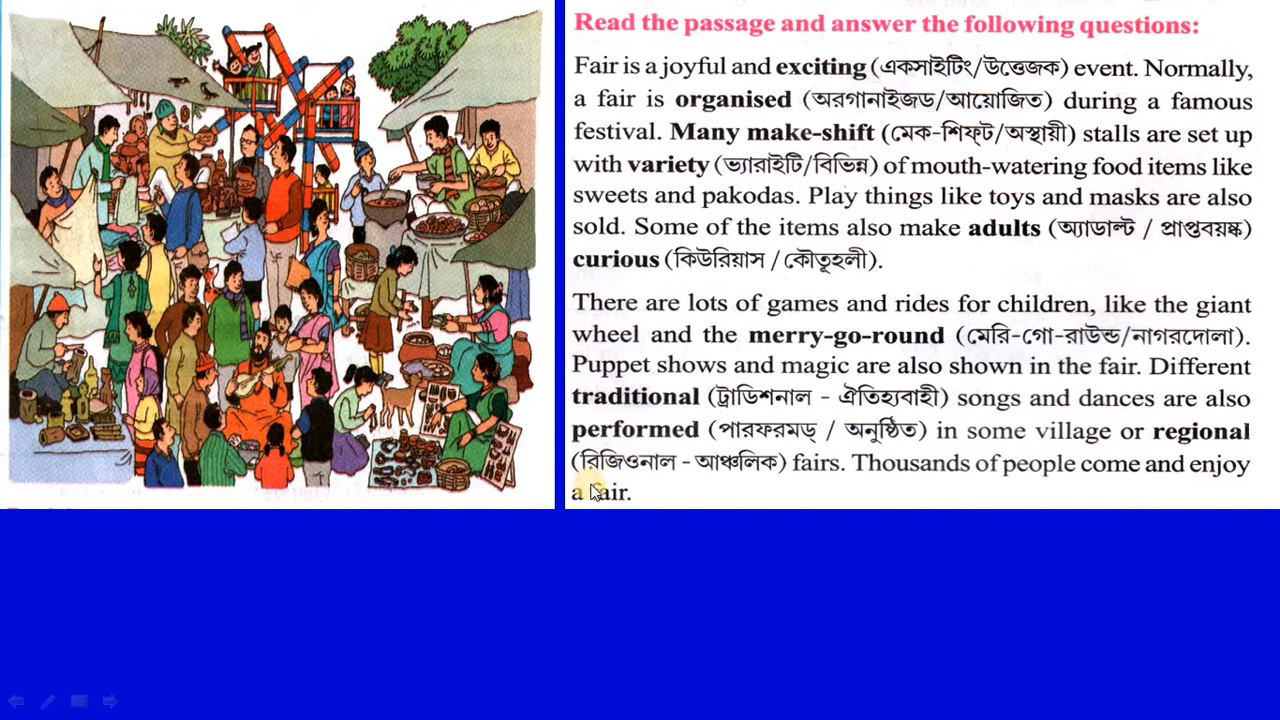 Read the passage and answer the following questions:
Fair is a joyful and exciting (একসাইটিং/উত্তেজক) event. Normally,
a fair is organised (অরগানাইজড/আয়োজিত) during a famous
festival. Many make-shift (মেক-শিফ্‌ট/অস্থায়ী) stalls are set up
with variety (ভ্যারাইটি/বিভিন্ন) of mouth-watering food items like
sweets and pakodas. Play things like toys and masks are also
sold. Some of the items also make adults (অ্যাডাল্ট / প্রাপ্তবয়স্ক)
curious (কিউরিয়াস / কৌতূহলী).
There are lots of games and rides for children, like the giant
wheel and the merry-go-round (মেরি-গো-রাউন্ড/নাগরদোলা).
Puppet shows and magic are also shown in the fair. Different
traditional (ট্রাডিশনাল - ঐতিহ্যবাহী) songs and dances are also
performed (পারফরমড্ / অনুষ্ঠিত) in some village or regional
(রিজিওনাল - আঞ্চলিক) fairs. Thousands of people come and enjoy
a fair.